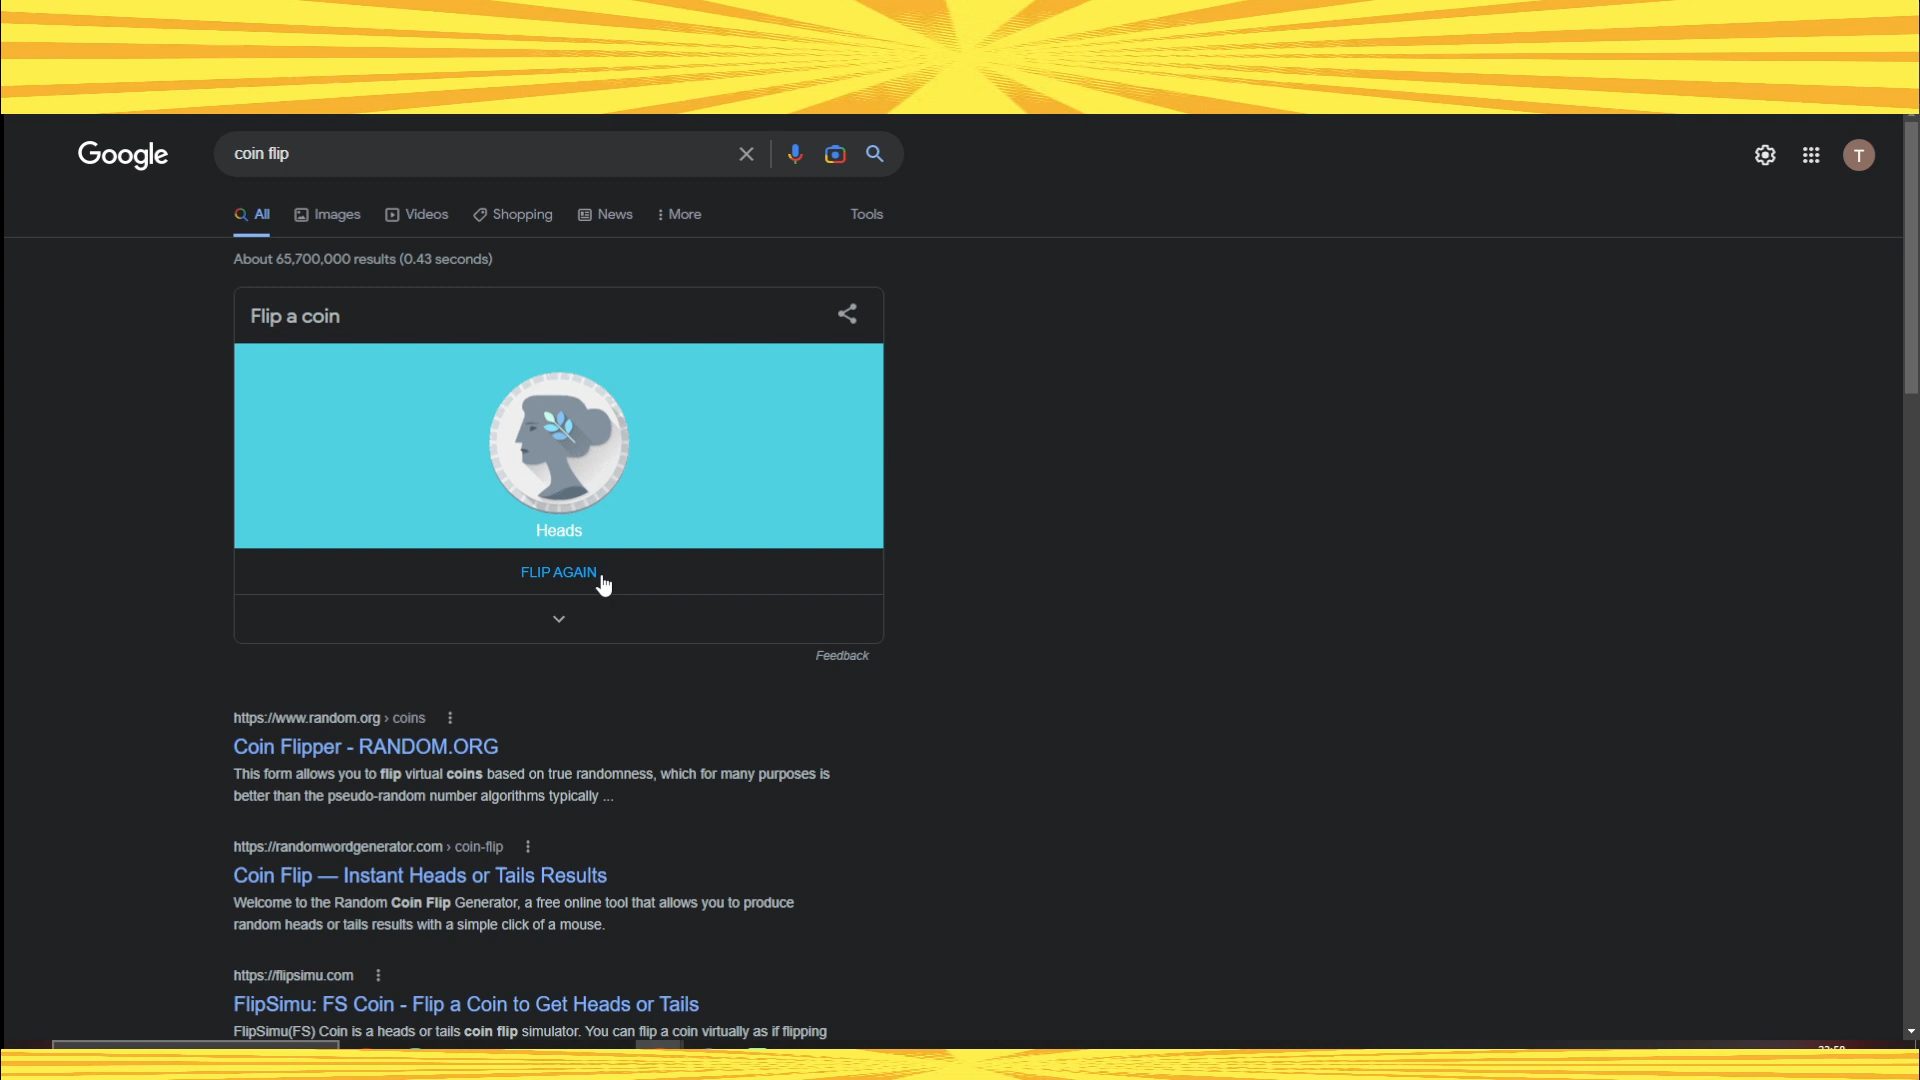 Google
coin flip
T
All Images Videos Shopping News More Tools
About 65,700,000 results (0.43 seconds)
Flip a coin
Heads
FLIP AGAIN
Feedback
https://www.random.org › coins
Coin Flipper - RANDOM.ORG
This form allows you to flip virtual coins based on true randomness, which for many purposes is
better than the pseudo-random number algorithms typically ...
https://randomwordgenerator.com › coin-flip
Coin Flip — Instant Heads or Tails Results
Welcome to the Random Coin Flip Generator, a free online tool that allows you to produce
random heads or tails results with a simple click of a mouse.
https://flipsimu.com
FlipSimu: FS Coin - Flip a Coin to Get Heads or Tails
FlipSimu(FS) Coin is a heads or tails coin flip simulator. You can flip a coin virtually as if flipping